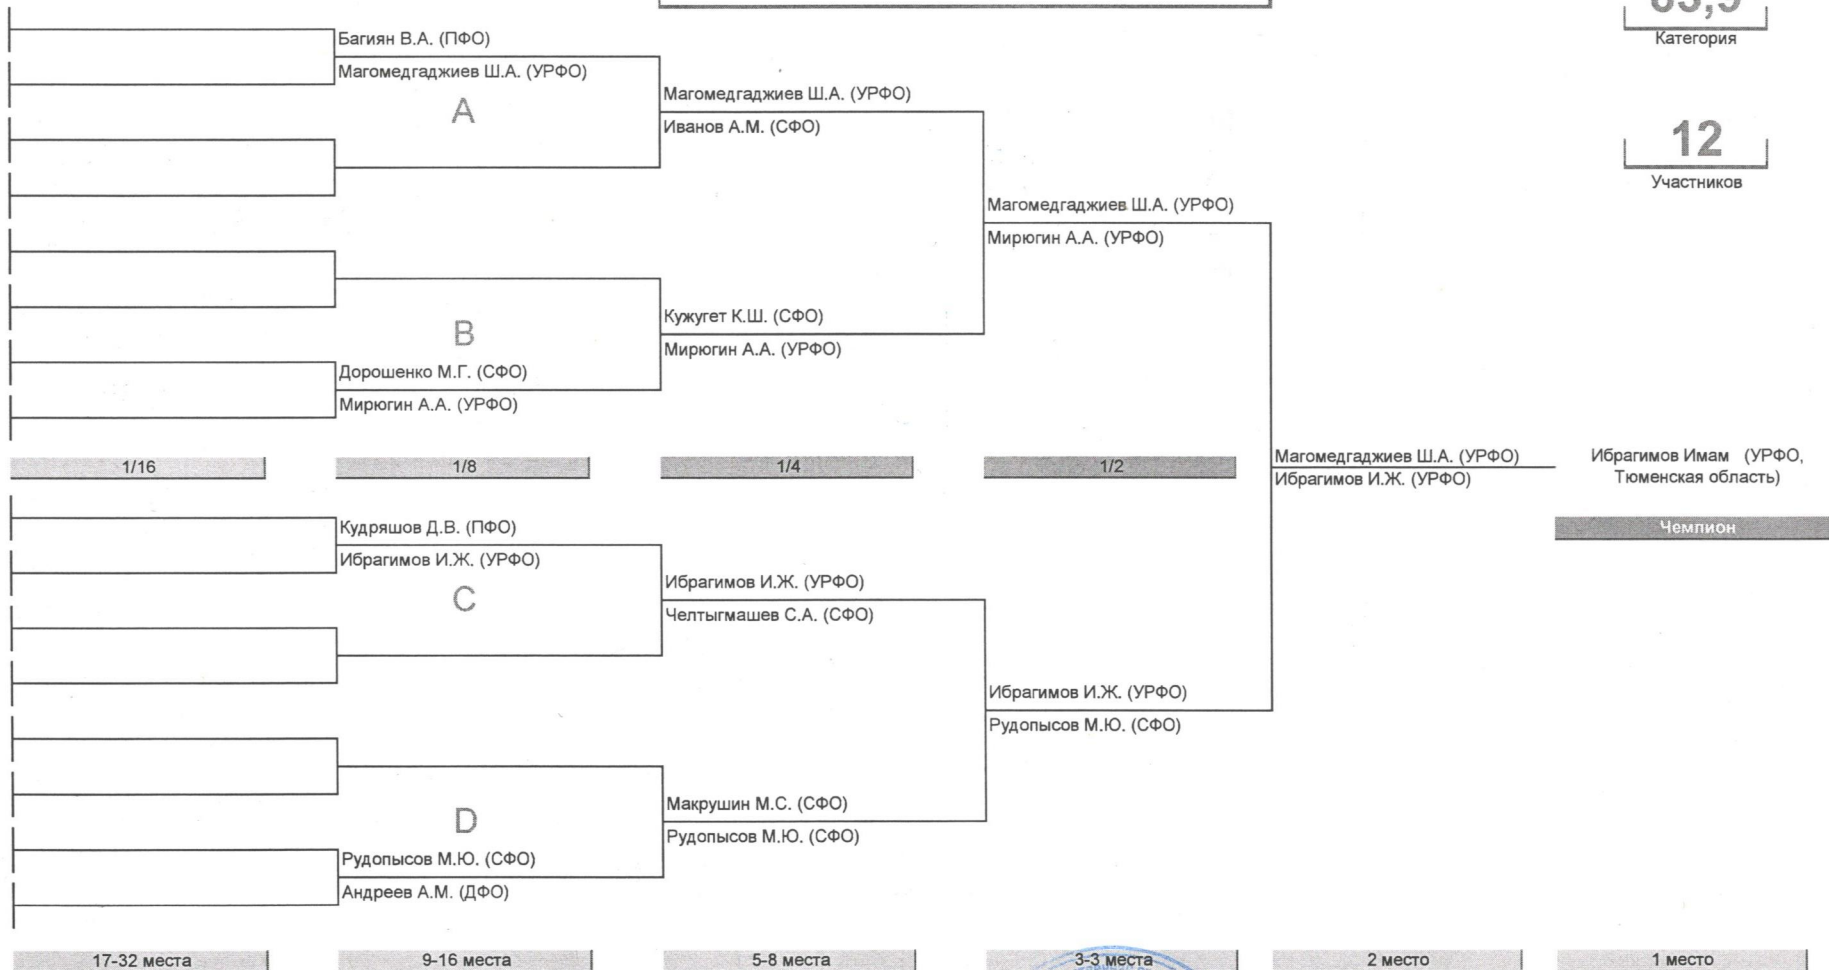 Категория
12
Участников
Багиян В.А. (ПФО)
Магомедгаджиев Ш.А. (УРФО)
A
Магомедгаджиев Ш.А. (УРФО)
Иванов А.М. (СФО)
Магомедгаджиев Ш.А. (УРФО)
Мирюгин А.А. (УРФО)
Кужугет К.Ш. (СФО)
Мирюгин А.А. (УРФО)
B
Дорошенко М.Г. (СФО)
Мирюгин А.А. (УРФО)
1/16
1/8
1/4
1/2
Магомедгаджиев Ш.А. (УРФО)
Ибрагимов И.Ж. (УРФО)
Ибрагимов Имам (УРФО,
Тюменская область)
Чемпион
Кудряшов Д.В. (ПФО)
Ибрагимов И.Ж. (УРФО)
C
Ибрагимов И.Ж. (УРФО)
Челтыгмашев С.А. (СФО)
Ибрагимов И.Ж. (УРФО)
Рудопысов М.Ю. (СФО)
Макрушин М.С. (СФО)
Рудопысов М.Ю. (СФО)
D
Рудопысов М.Ю. (СФО)
Андреев А.М. (ДФО)
17-32 места
9-16 места
5-8 места
3-3 места
2 место
1 место